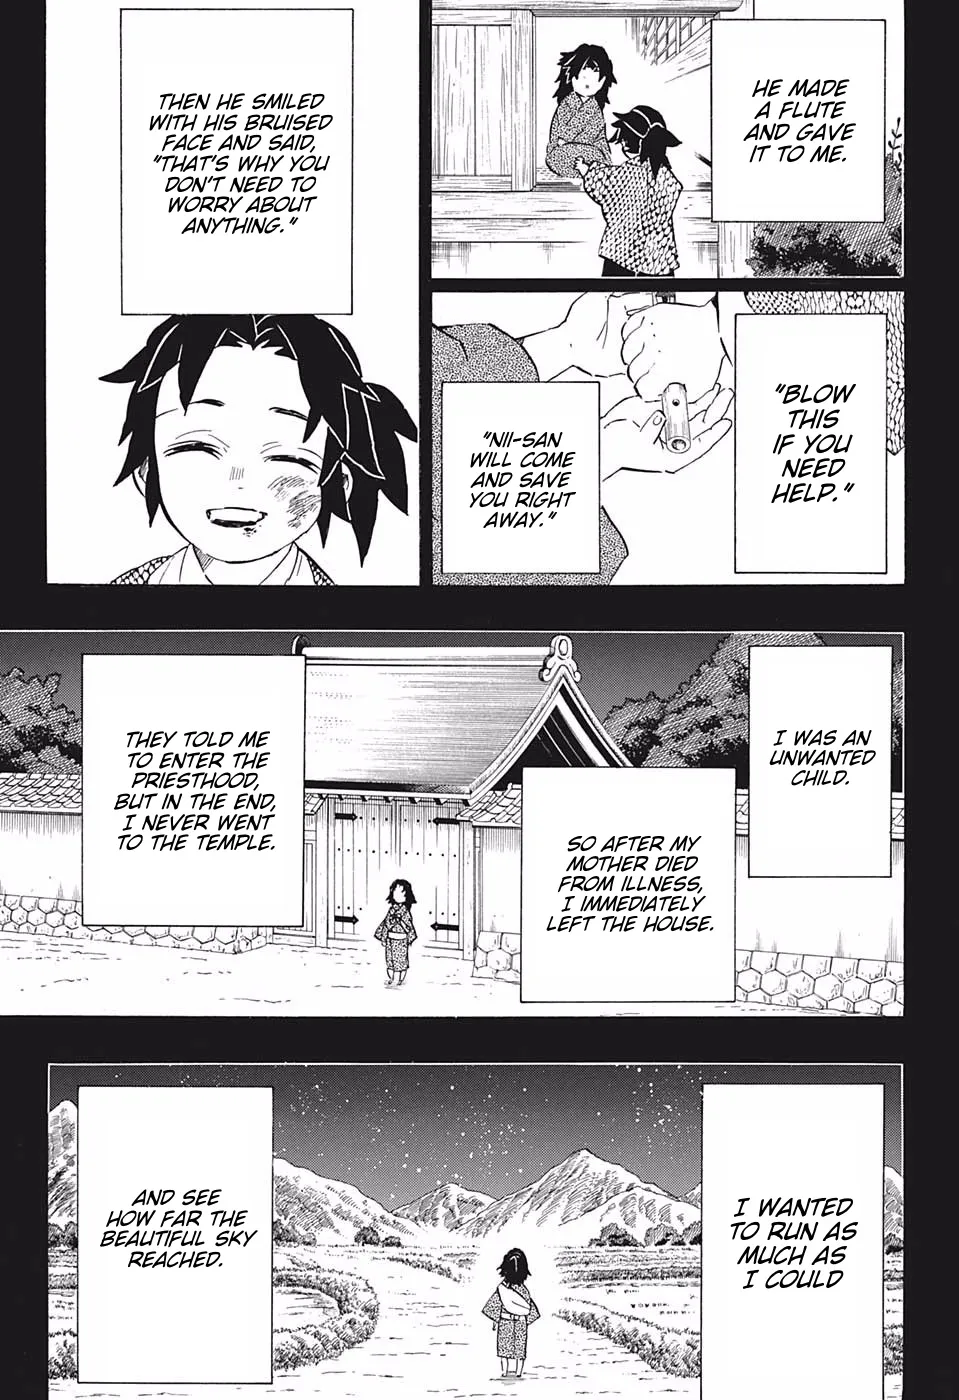 HE MADE
A FLUTE
AND GAVE
IT TO ME.
"BLOW
THIS
IF YOU
NEED
HELP."
"NII-SAN
WILL COME
AND SAVE
YOU RIGHT
AWAY."
THEN HE SMILED
WITH HIS BRUISED
FACE AND SAID,
"THAT'S WHY YOU
DON'T NEED TO
WORRY ABOUT
ANYTHING."
I WAS AN
UNWANTED
CHILD.
SO AFTER MY
MOTHER DIED
FROM ILLNESS,
I IMMEDIATELY
LEFT THE HOUSE.
THEY TOLD ME
TO ENTER THE
PRIESTHOOD,
BUT IN THE END,
I NEVER WENT
TO THE TEMPLE.
I WANTED
TO RUN AS
MUCH AS
I COULD
AND SEE
HOW FAR THE
BEAUTIFUL SKY
REACHED.